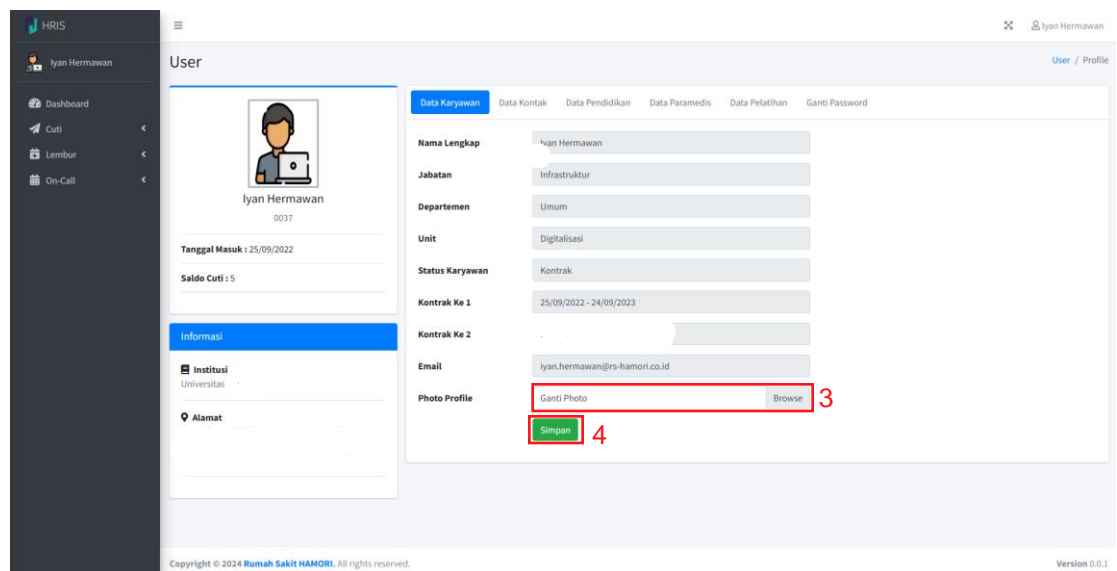 HRIS
Iyan Hermawan
Iyan Hermawan
Dashboard
Cuti
Lembur
On-Call
User
User / Profile
Iyan Hermawan
0037
Tanggal Masuk : 25/09/2022
Saldo Cuti : 5
Informasi
Institusi
Universitas
Alamat
Data Karyawan Data Kontak Data Pendidikan Data Paramedis Data Pelatihan Ganti Password
Nama Lengkap Iyan Hermawan
Jabatan Infrastruktur
Departemen Umum
Unit Digitalisasi
Status Karyawan Kontrak
Kontrak Ke 1 25/09/2022 - 24/09/2023
Kontrak Ke 2
Email iyan.hermawan@rs-hamori.co.id
Photo Profile Ganti Photo Browse 3
Simpan 4
Copyright © 2024 Rumah Sakit HAMORI. All rights reserved.
Version 0.0.1